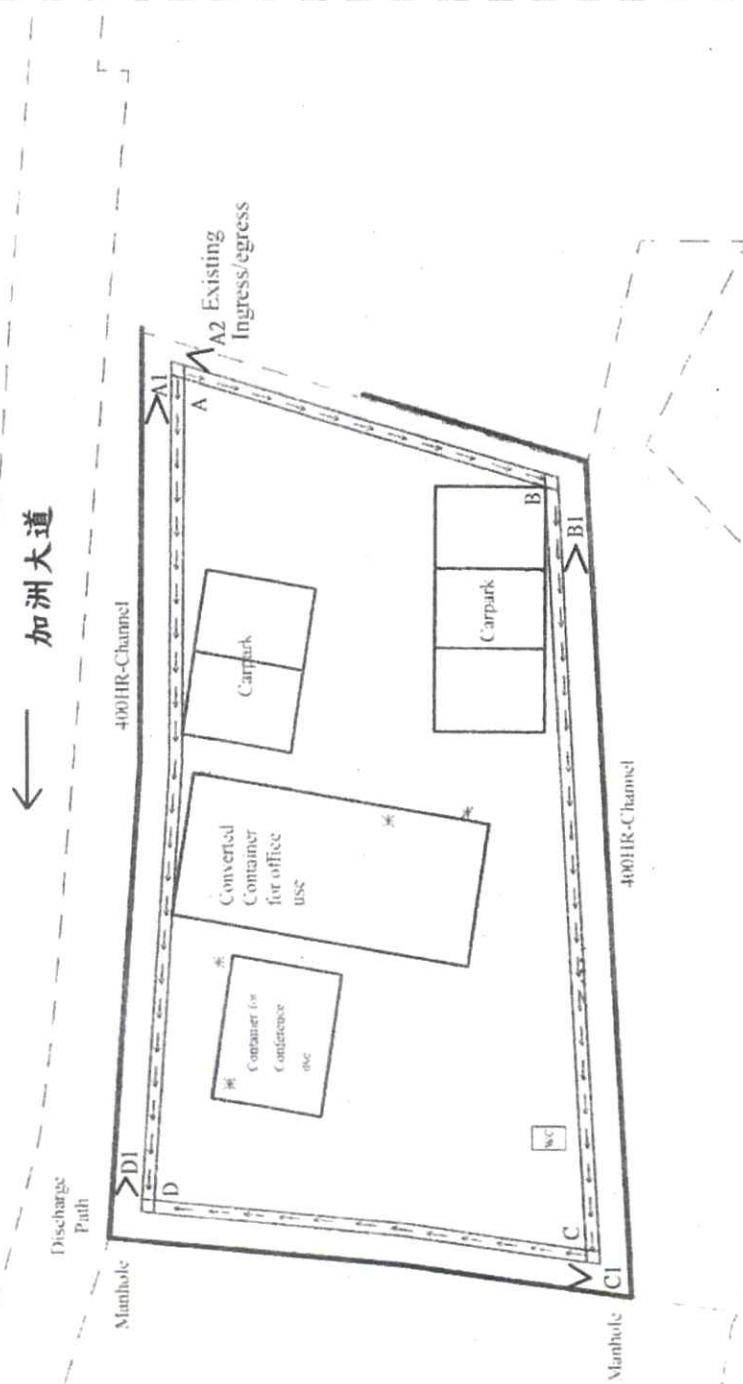 加洲大道
Discharge
Path
Manhole
D1
D
400HR-Channel
A1
A
A2 Existing
Ingress/egress
Container for
Conference
use
Converted
Container
for office
use
Carpark
Carpark
B
B1
WC
C
C1
Manhole
400HR-Channel